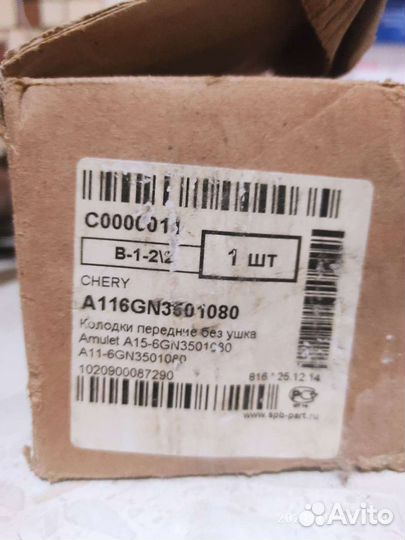 C0000011
B-1-2\2
1 шт
CHERY
A116GN3501080
Колодки передние без ушка
Amulet A15-6GN3501080
A11-6GN3501080
1020900087290
816 * 25.12.14
www.spb-part.ru
Avito